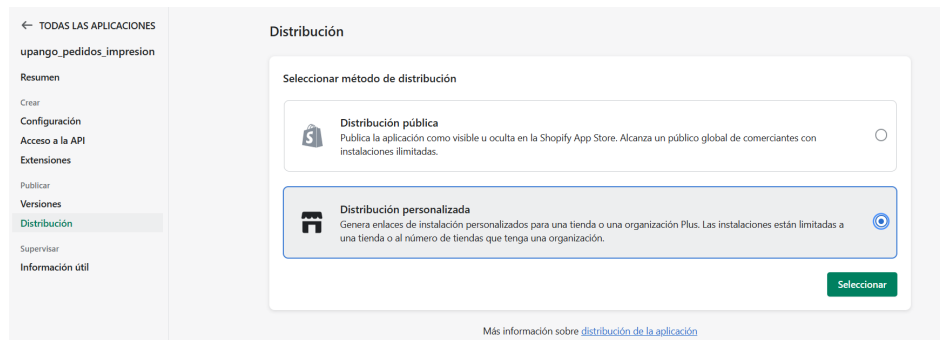 ← TODAS LAS APLICACIONES
upango_pedidos_impresion
Resumen
Crear
Configuración
Acceso a la API
Extensiones
Publicar
Versiones
Distribución
Supervisar
Información útil
Distribución
Seleccionar método de distribución
Distribución pública
Publica la aplicación como visible u oculta en la Shopify App Store. Alcanza un público global de comerciantes con
instalaciones ilimitadas.
Distribución personalizada
Genera enlaces de instalación personalizados para una tienda o una organización Plus. Las instalaciones están limitadas a
una tienda o al número de tiendas que tenga una organización.
Seleccionar
Más información sobre distribución de la aplicación